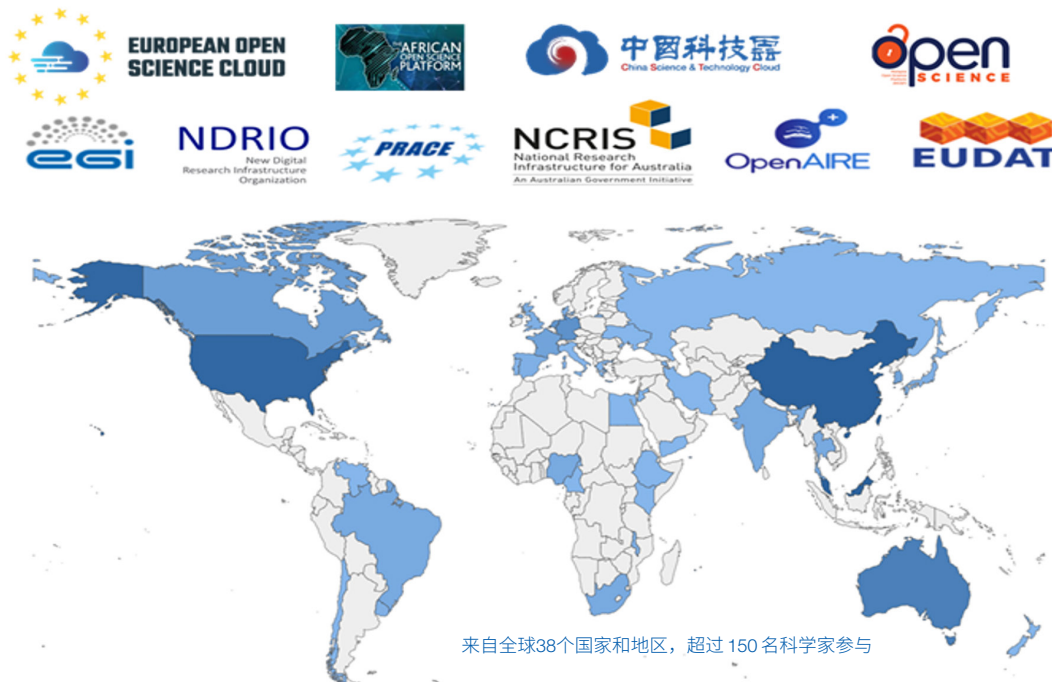 EUROPEAN OPEN
SCIENCE CLOUD
AFRICAN
OPEN SCIENCE
PLATFORM
中国科技云
China Science & Technology Cloud
Open
SCIENCE
egi
NDRIO
New Digital
Research Infrastructure
Organization
PRACE
NCRIS
National Research
Infrastructure for Australia
An Australian Government Initiative
OpenAIRE
EUDAT
来自全球38个国家和地区，超过 150 名科学家参与